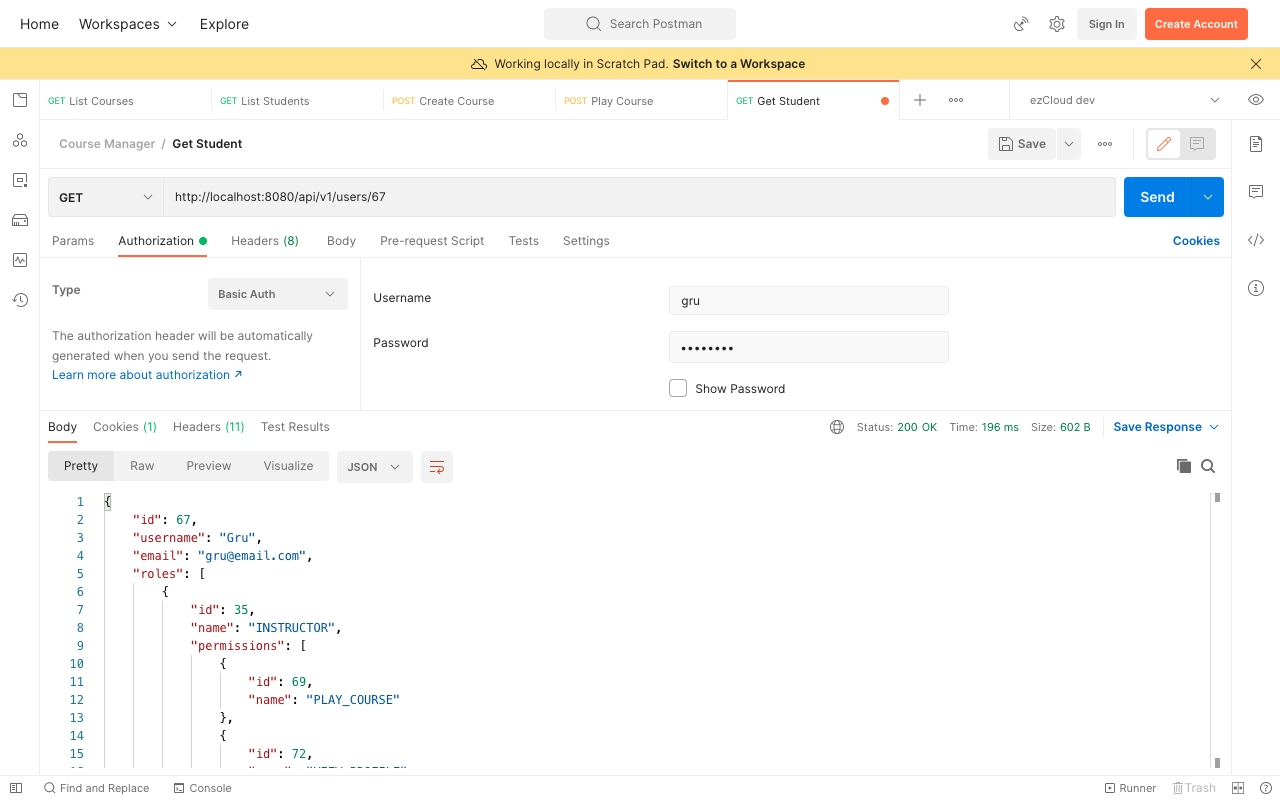 Home Workspaces Explore Search Postman Sign In Create Account
Working locally in Scratch Pad. Switch to a Workspace
GET List Courses GET List Students POST Create Course POST Play Course GET Get Student ezCloud dev
Course Manager / Get Student Save
GET http://localhost:8080/api/v1/users/67 Send
Params Authorization Headers (8) Body Pre-request Script Tests Settings Cookies
Type Basic Auth
The authorization header will be automatically
generated when you send the request.
Learn more about authorization ↗
Username gru
Password ••••••••
Show Password
Body Cookies (1) Headers (11) Test Results Status: 200 OK Time: 196 ms Size: 602 B Save Response
Pretty Raw Preview Visualize JSON
1 {
2 "id": 67,
3 "username": "Gru",
4 "email": "gru@email.com",
5 "roles": [
6 {
7 "id": 35,
8 "name": "INSTRUCTOR",
9 "permissions": [
10 {
11 "id": 69,
12 "name": "PLAY_COURSE"
13 },
14 {
15 "id": 72,
Find and Replace Console Runner Trash